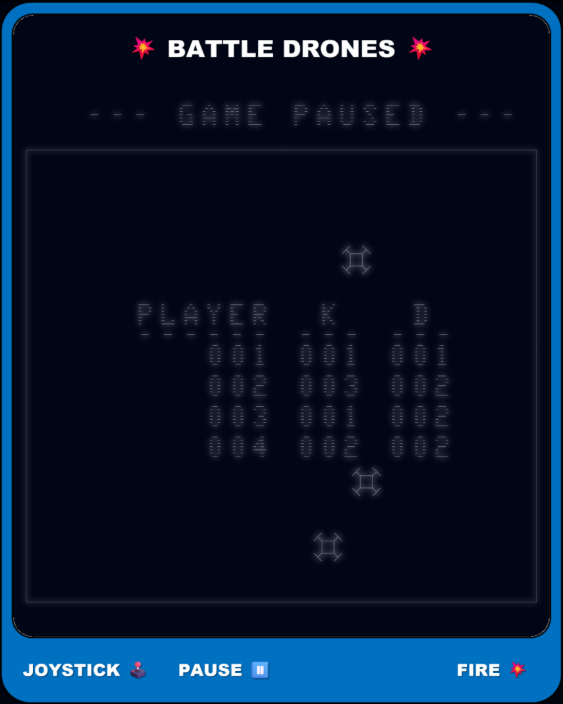 💥 BATTLE DRONES 💥
--- GAME PAUSED ---
PLAYER K D
------ --- ---
001 001 001
002 003 002
003 001 002
004 002 002
JOYSTICK 🕹️ PAUSE ⏸️ FIRE 💥